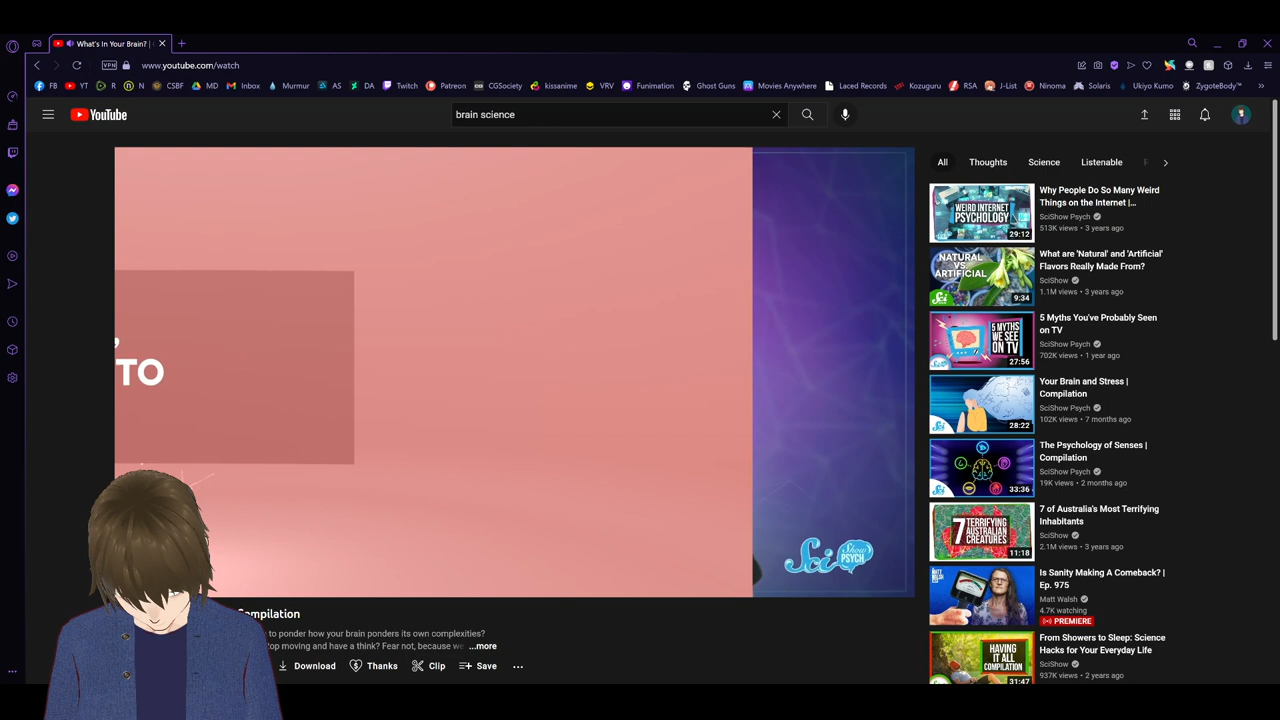 What's In Your Brain? |
www.youtube.com/watch
VPN
FB
YT
R
N
CSBF
MD
Inbox
Murmur
AS
DA
Twitch
Patreon
CGSociety
kissanime
VRV
Funimation
Ghost Guns
Movies Anywhere
Laced Records
Kozuguru
RSA
J-List
Ninoma
Solaris
Ukiyo Kumo
ZygoteBody™
YouTube
brain science
,
TO
Sci Show PSYCH
Compilation
to ponder how your brain ponders its own complexities?
top moving and have a think? Fear not, because w
...more
Download
Thanks
Clip
Save
All
Thoughts
Science
Listenable
WEIRD INTERNET
PSYCHOLOGY
29:12
Why People Do So Many Weird
Things on the Internet |...
SciShow Psych
513K views • 3 years ago
NATURAL
VS.
ARTIFICIAL
Sci
9:34
What are 'Natural' and 'Artificial'
Flavors Really Made From?
SciShow
1.1M views • 3 years ago
5 MYTHS
WE SEE
ON TV
27:56
5 Myths You've Probably Seen
on TV
SciShow Psych
702K views • 1 year ago
Sci
28:22
Your Brain and Stress |
Compilation
SciShow Psych
102K views • 7 months ago
Sci
33:36
The Psychology of Senses |
Compilation
SciShow Psych
19K views • 2 months ago
7 TERRIFYING
AUSTRALIAN
CREATURES
11:18
7 of Australia's Most Terrifying
Inhabitants
SciShow
2.1M views • 3 years ago
Is Sanity Making A Comeback? |
Ep. 975
Matt Walsh
4.7K watching
PREMIERE
HAVING
IT ALL
COMPILATION
31:47
From Showers to Sleep: Science
Hacks for Your Everyday Life
SciShow
937K views • 2 years ago